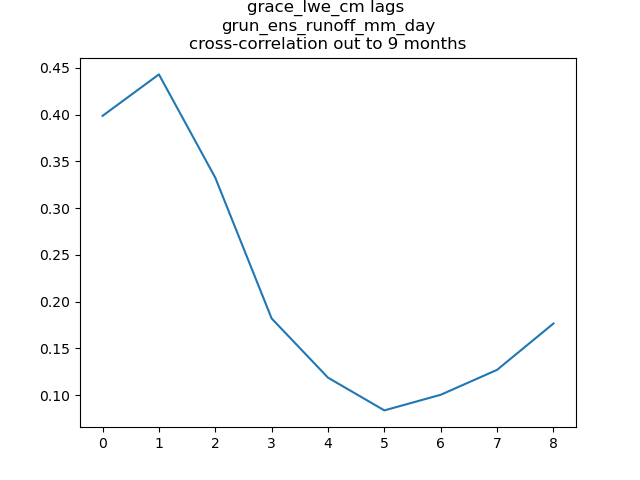 grace_lwe_cm lags
grun_ens_runoff_mm_day
cross-correlation out to 9 months
0.45
0.40
0.35
0.30
0.25
0.20
0.15
0.10
0 1 2 3 4 5 6 7 8